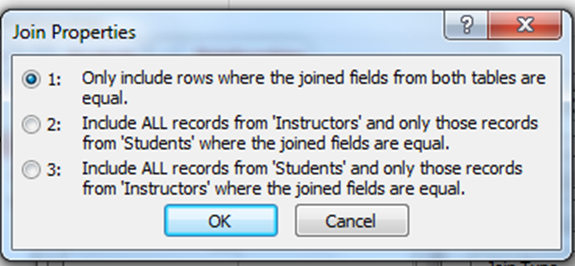 Join Properties
1: Only include rows where the joined fields from both tables are
equal.
2: Include ALL records from 'Instructors' and only those records
from 'Students' where the joined fields are equal.
3: Include ALL records from 'Students' and only those records
from 'Instructors' where the joined fields are equal.
OK Cancel
Join Type